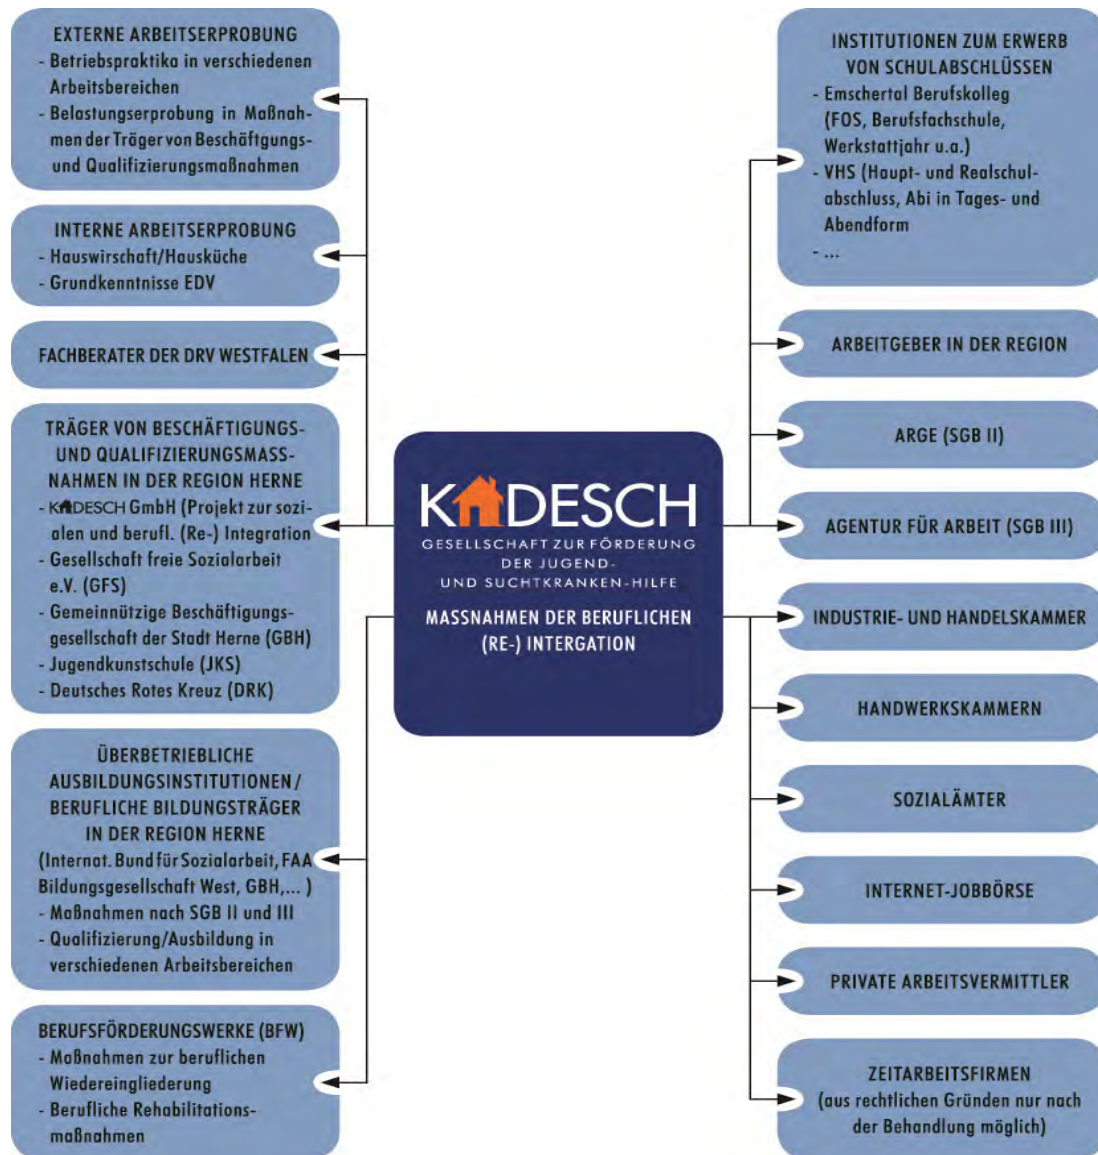 EXTERNE ARBEITSERPROBUNG
- Betriebspraktika in verschiedenen
Arbeitsbereichen
- Belastungserprobung in Maßnah-
men der Träger von Beschäftgungs-
und Qualifizierungsmaßnahmen
INTERNE ARBEITSERPROBUNG
- Hauswirtschaft/Hausküche
- Grundkenntnisse EDV
FACHBERATER DER DRV WESTFALEN
TRÄGER VON BESCHÄFTIGUNGS-
UND QUALIFIZIERUNGSMASS-
NAHMEN IN DER REGION HERNE
- KADESCH GmbH (Projekt zur sozi-
alen und berufl. (Re-) Integration
- Gesellschaft freie Sozialarbeit
e.V. (GFS)
- Gemeinnützige Beschäftigungs-
gesellschaft der Stadt Herne (GBH)
- Jugendkunstschule (JKS)
- Deutsches Rotes Kreuz (DRK)
ÜBERBETRIEBLICHE
AUSBILDUNGSINSTITUTIONEN/
BERUFLICHE BILDUNGSTRÄGER
IN DER REGION HERNE
(Internat. Bund für Sozialarbeit, FAA
Bildungsgesellschaft West, GBH,... )
- Maßnahmen nach SGB II und III
- Qualifizierung/Ausbildung in
verschiedenen Arbeitsbereichen
BERUFSFÖRDERUNGSWERKE (BFW)
- Maßnahmen zur beruflichen
Wiedereingliederung
- Berufliche Rehabilitations-
maßnahmen
KADESCH
GESELLSCHAFT ZUR FÖRDERUNG
DER JUGEND-
UND SUCHTKRANKEN-HILFE
MASSNAHMEN DER BERUFLICHEN
(RE-) INTERGATION
INSTITUTIONEN ZUM ERWERB
VON SCHULABSCHLÜSSEN
- Emschertal Berufskolleg
(FOS, Berufsfachschule,
Werkstattjahr u.a.)
- VHS (Haupt- und Realschul-
abschluss, Abi in Tages- und
Abendform
- ...
ARBEITGEBER IN DER REGION
ARGE (SGB II)
AGENTUR FÜR ARBEIT (SGB III)
INDUSTRIE- UND HANDELSKAMMER
HANDWERKSKAMMERN
SOZIALÄMTER
INTERNET-JOBBÖRSE
PRIVATE ARBEITSVERMITTLER
ZEITARBEITSFIRMEN
(aus rechtlichen Gründen nur nach
der Behandlung möglich)